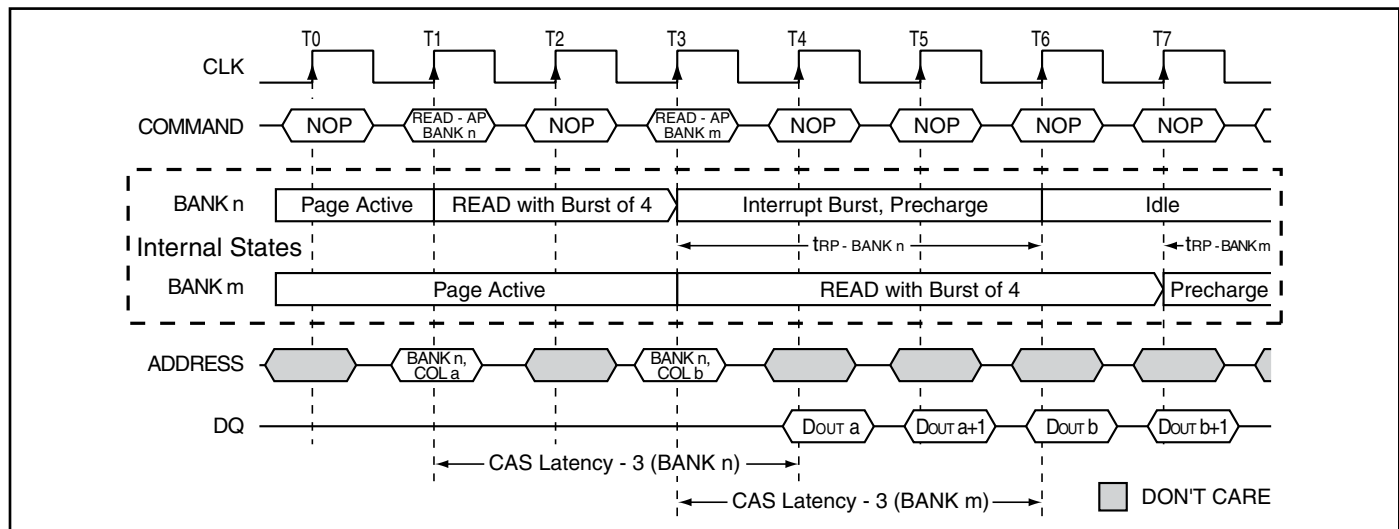 T0 T1 T2 T3 T4 T5 T6 T7
CLK
COMMAND NOP READ - AP BANK n NOP READ - AP BANK m NOP NOP NOP NOP
BANK n Page Active READ with Burst of 4 Interrupt Burst, Precharge Idle
Internal States tRP - BANK n tRP - BANK m
BANK m Page Active READ with Burst of 4 Precharge
ADDRESS BANK n, COL a BANK n, COL b
DQ DOUT a DOUT a+1 DOUT b DOUT b+1
CAS Latency - 3 (BANK n)
CAS Latency - 3 (BANK m) DON'T CARE